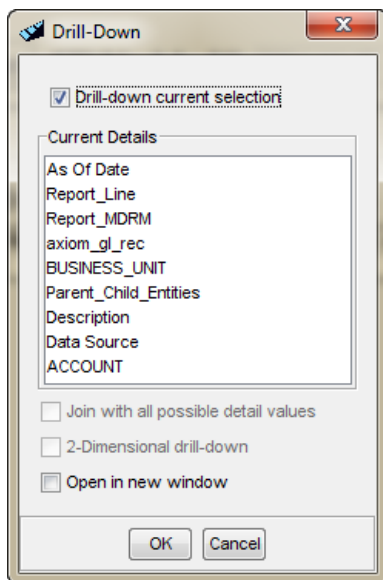 Drill-Down
Drill-down current selection
Current Details
As Of Date
Report_Line
Report_MDRM
axiom_gl_rec
BUSINESS_UNIT
Parent_Child_Entities
Description
Data Source
ACCOUNT
Join with all possible detail values
2-Dimensional drill-down
Open in new window
OK Cancel